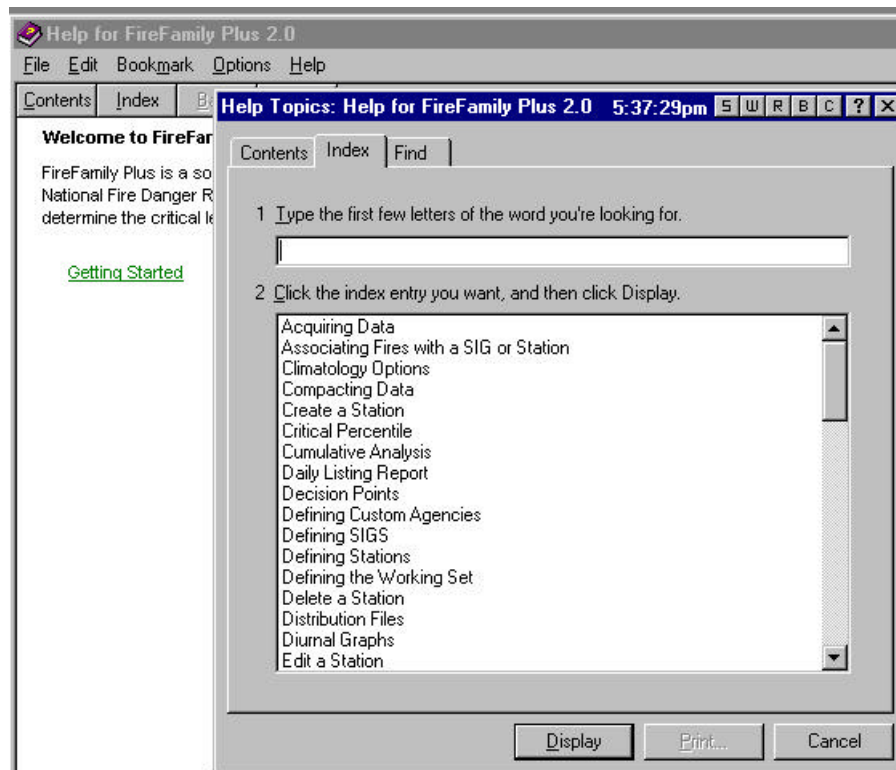 Help for FireFamily Plus 2.0
File Edit Bookmark Options Help
Contents Index
Help Topics: Help for FireFamily Plus 2.0 5:37:29pm S W R B C ? X
Welcome to
FireFamily Plus is a
National Fire Danger
determine the critical
Getting Started
Contents Index Find
1 Type the first few letters of the word you're looking for.
2 Click the index entry you want, and then click Display.
Acquiring Data
Associating Fires with a SIG or Station
Climatology Options
Compacting Data
Create a Station
Critical Percentile
Cumulative Analysis
Daily Listing Report
Decision Points
Defining Custom Agencies
Defining SIGS
Defining Stations
Defining the Working Set
Delete a Station
Distribution Files
Diurnal Graphs
Edit a Station
Display Print... Cancel